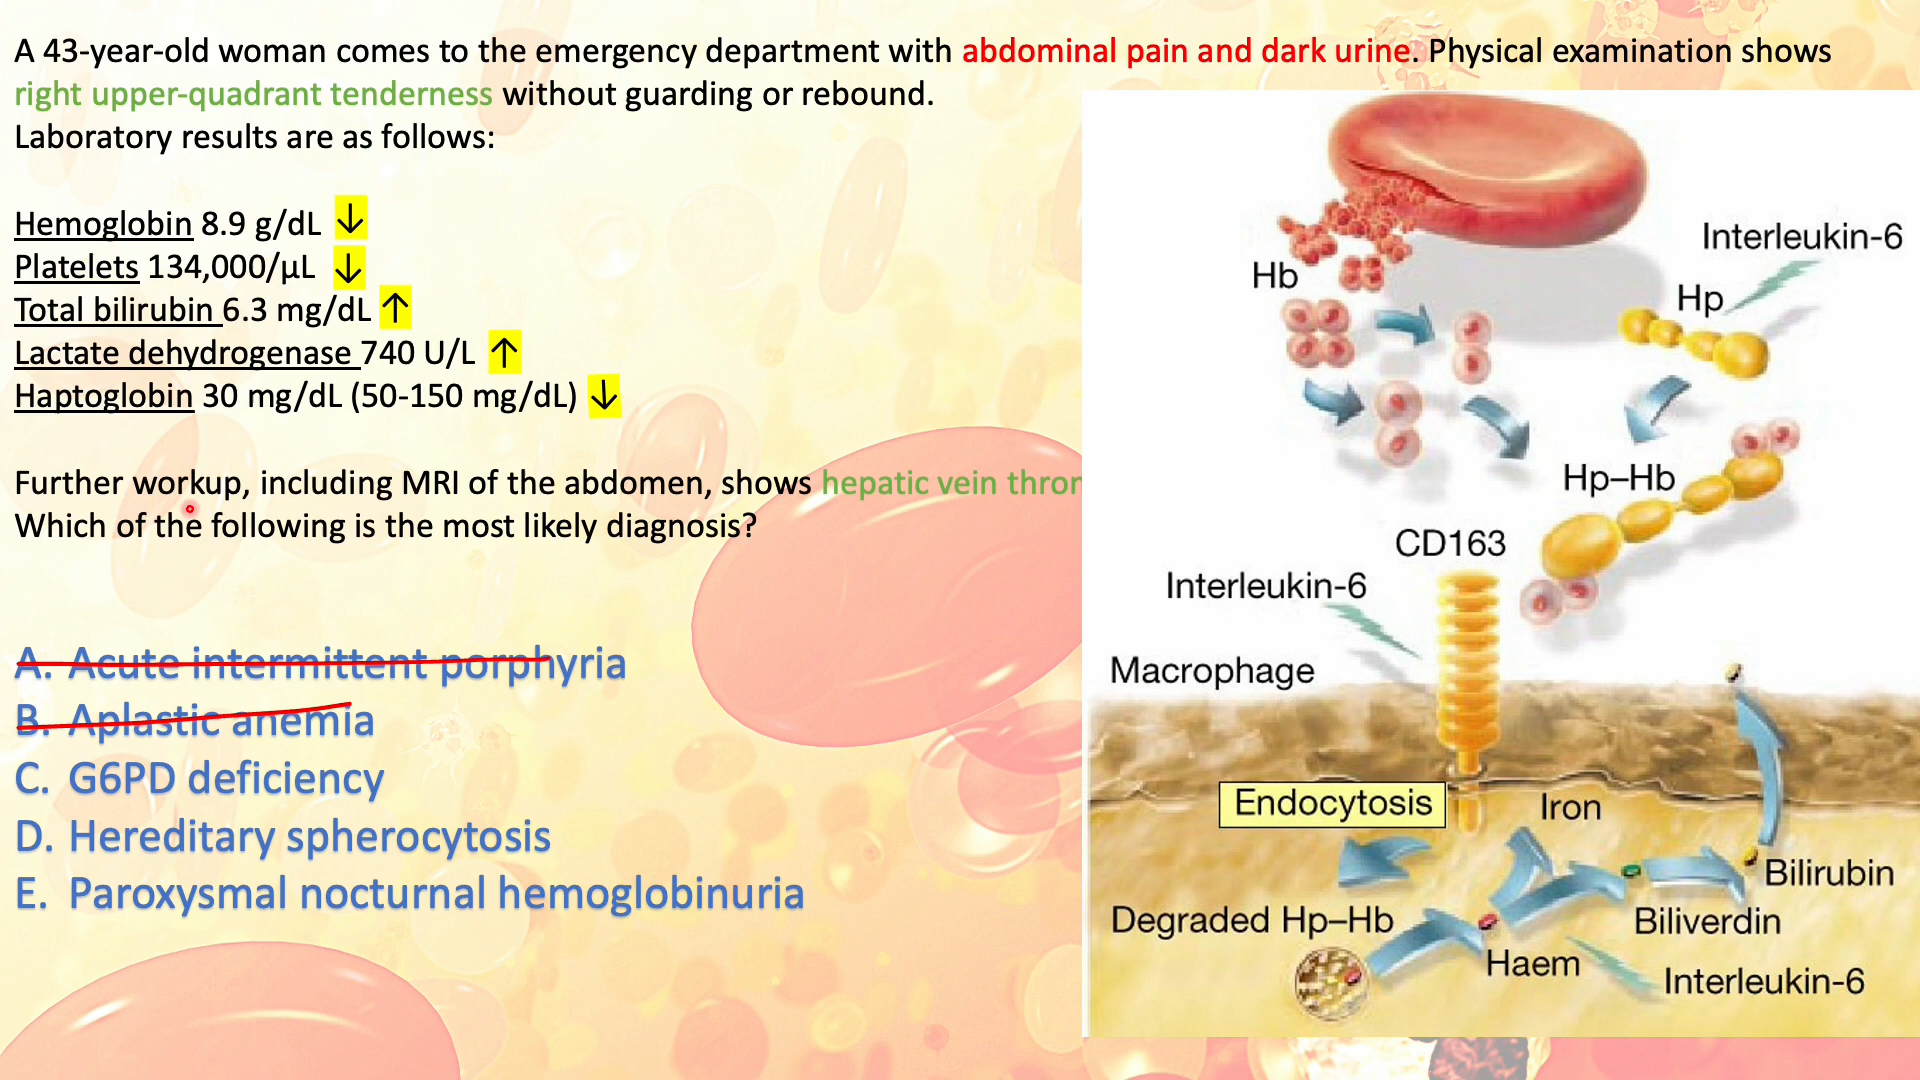 A 43-year-old woman comes to the emergency department with abdominal pain and dark urine. Physical examination shows
right upper-quadrant tenderness without guarding or rebound.
Laboratory results are as follows:
Hemoglobin 8.9 g/dL ↓
Platelets 134,000/µL ↓
Total bilirubin 6.3 mg/dL ↑
Lactate dehydrogenase 740 U/L ↑
Haptoglobin 30 mg/dL (50-150 mg/dL) ↓
Further workup, including MRI of the abdomen, shows hepatic vein thror
Which of the following is the most likely diagnosis?
A. Acute intermittent porphyria
B. Aplastic anemia
C. G6PD deficiency
D. Hereditary spherocytosis
E. Paroxysmal nocturnal hemoglobinuria
Interleukin-6
Hb
Hp
Hp–Hb
CD163
Interleukin-6
Macrophage
Endocytosis
Iron
Bilirubin
Degraded Hp–Hb
Biliverdin
Haem
Interleukin-6